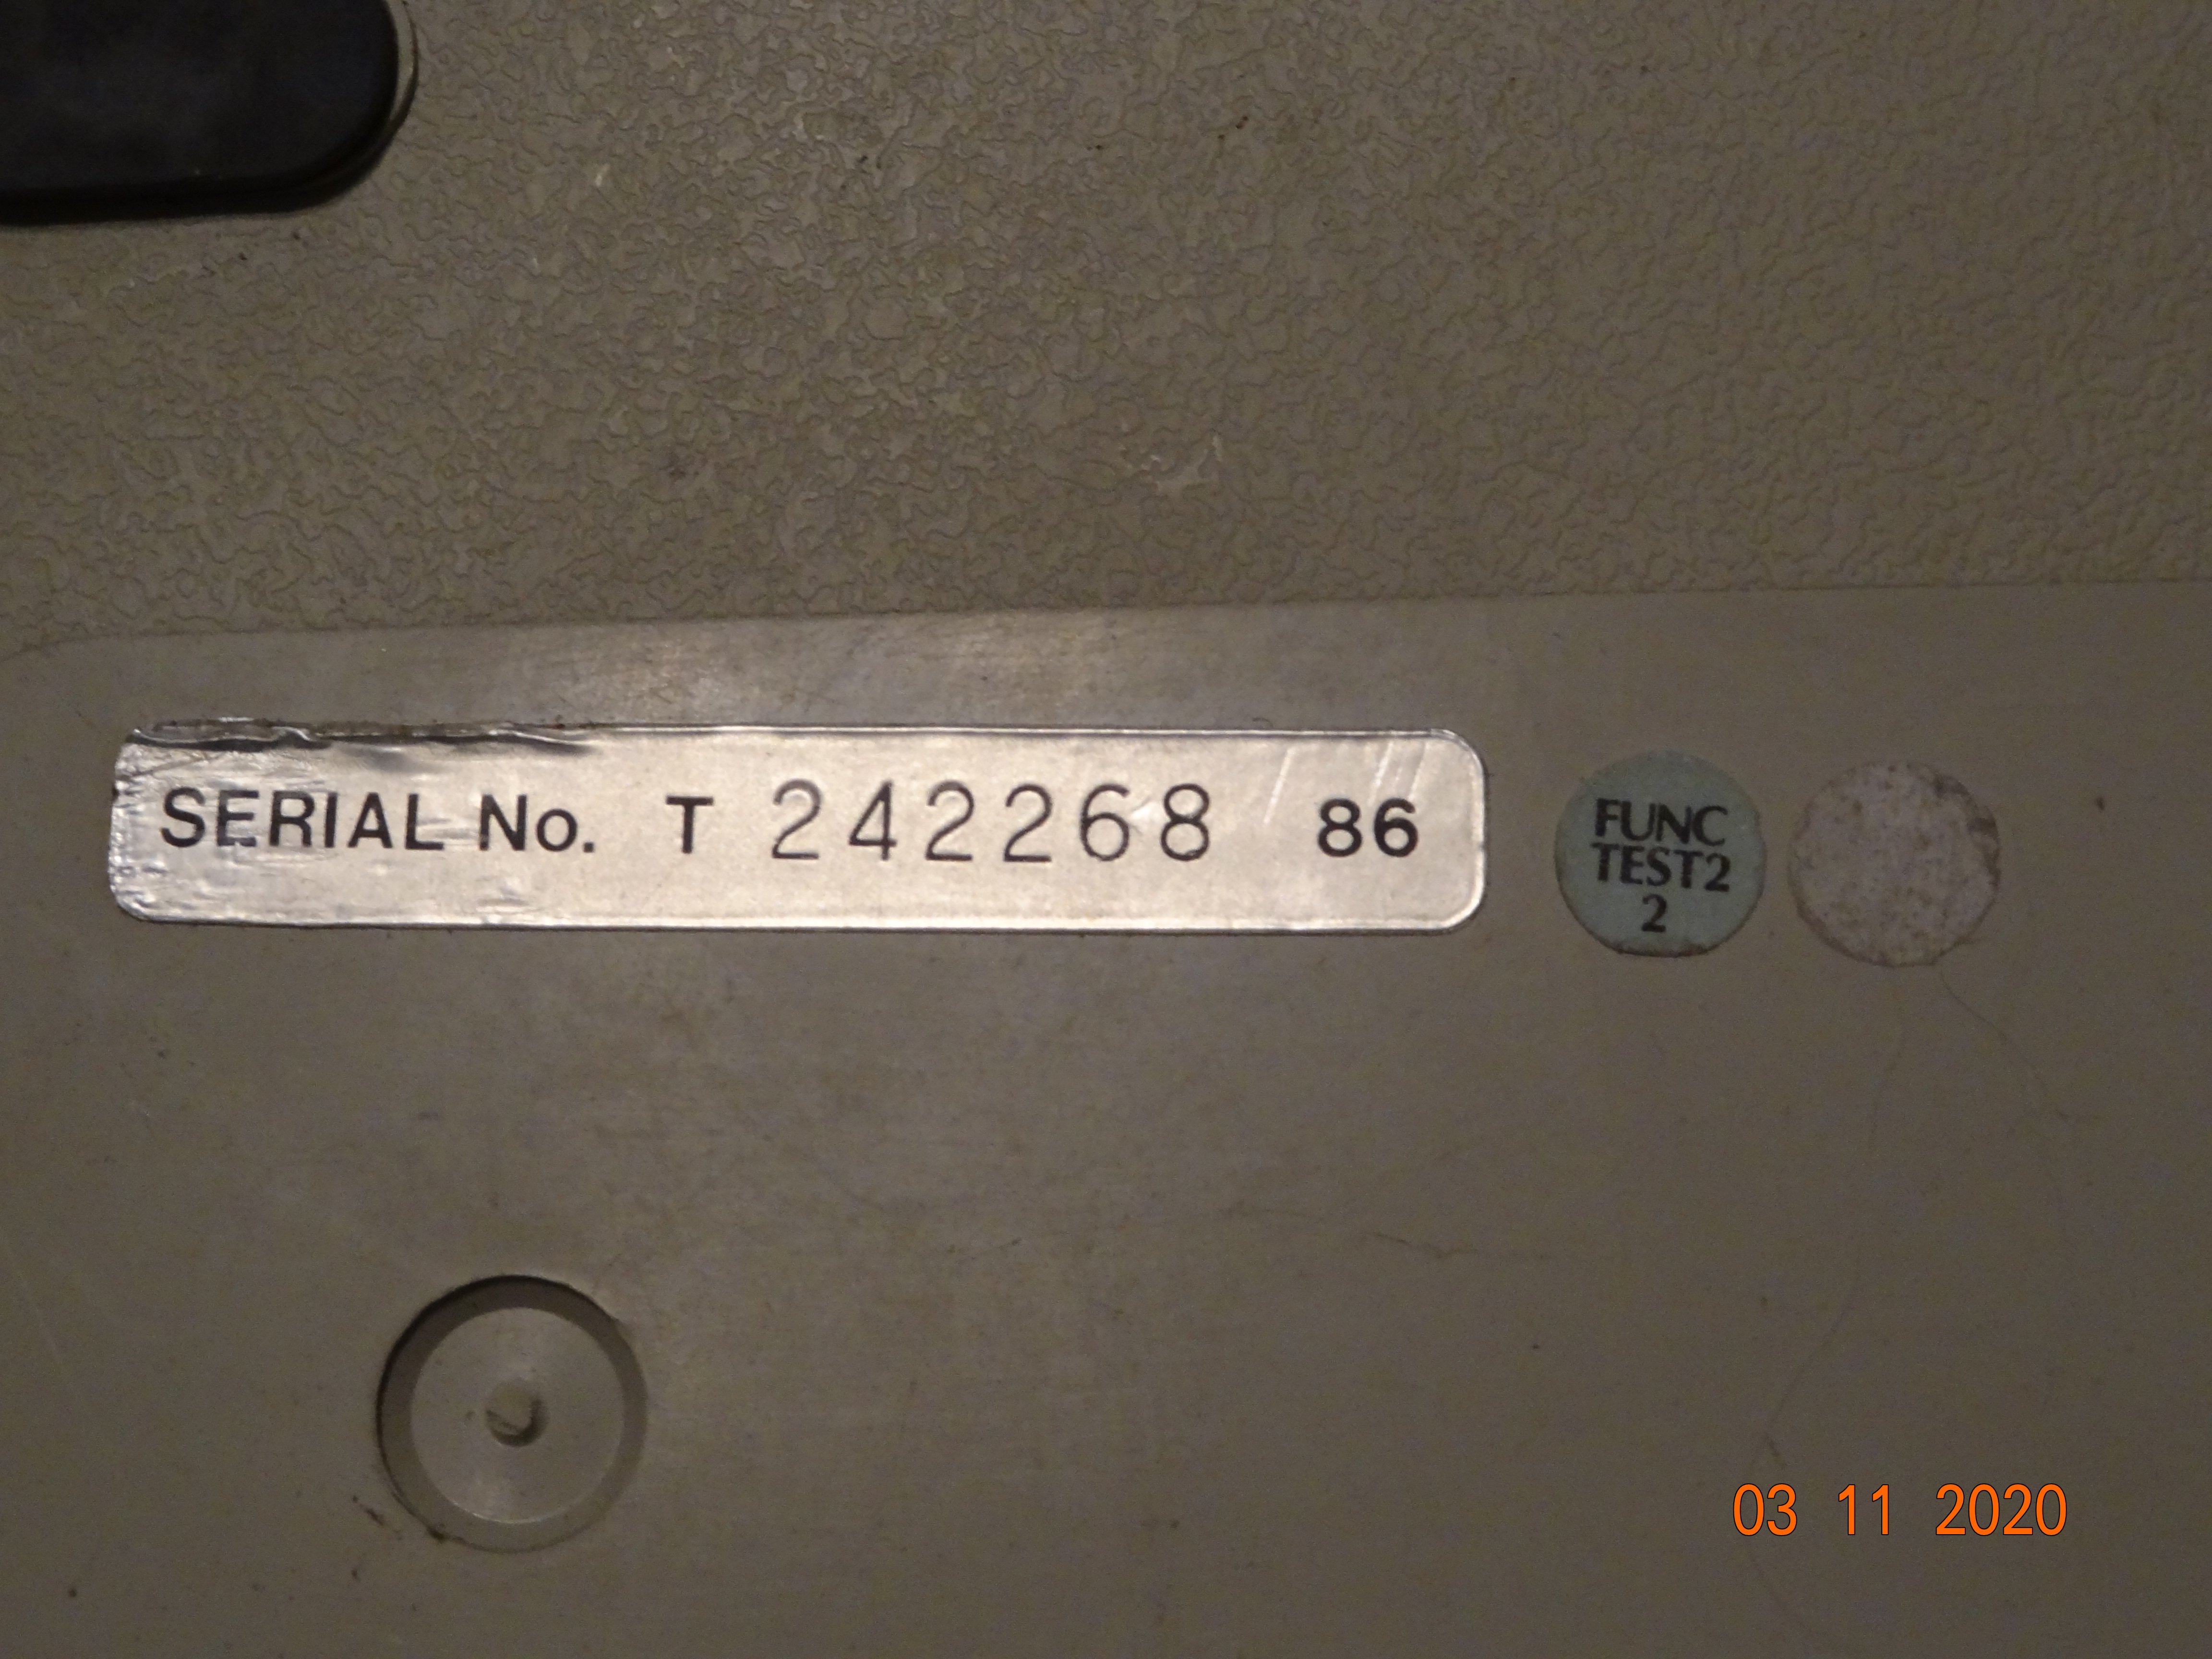 SERIAL No. T 242268 86
FUNC
TEST2
2
03 11 2020